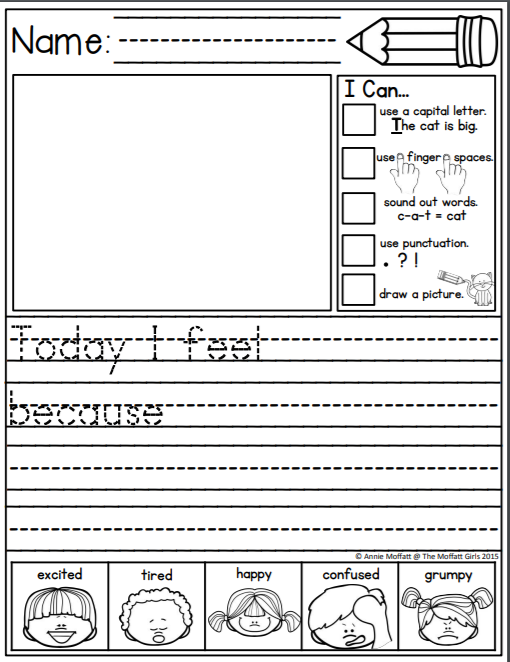 Name:
I Can...
use a capital letter.
The cat is big.
use finger spaces.
sound out words.
c-a-t = cat
use punctuation.
. ? !
draw a picture.
Today I feel
because
© Annie Moffatt @ The Moffatt Girls 2015
excited tired happy confused grumpy